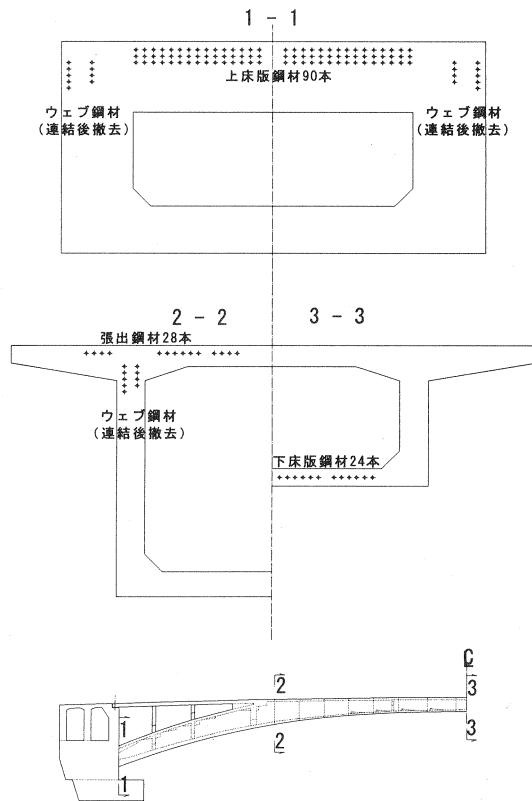 1 - 1
上床版鋼材90本
ウェブ鋼材
(連結後撤去)
ウェブ鋼材
(連結後撤去)
2 - 2
3 - 3
張出鋼材28本
ウェブ鋼材
(連結後撤去)
下床版鋼材24本
C
2
3
1
2
3
1